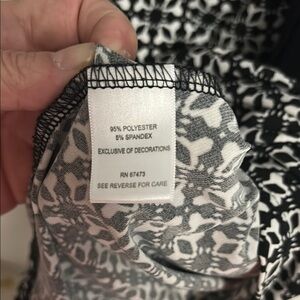 95% POLYESTER
5% SPANDEX
EXCLUSIVE OF DECORATIONS
RN 67473
SEE REVERSE FOR CARE